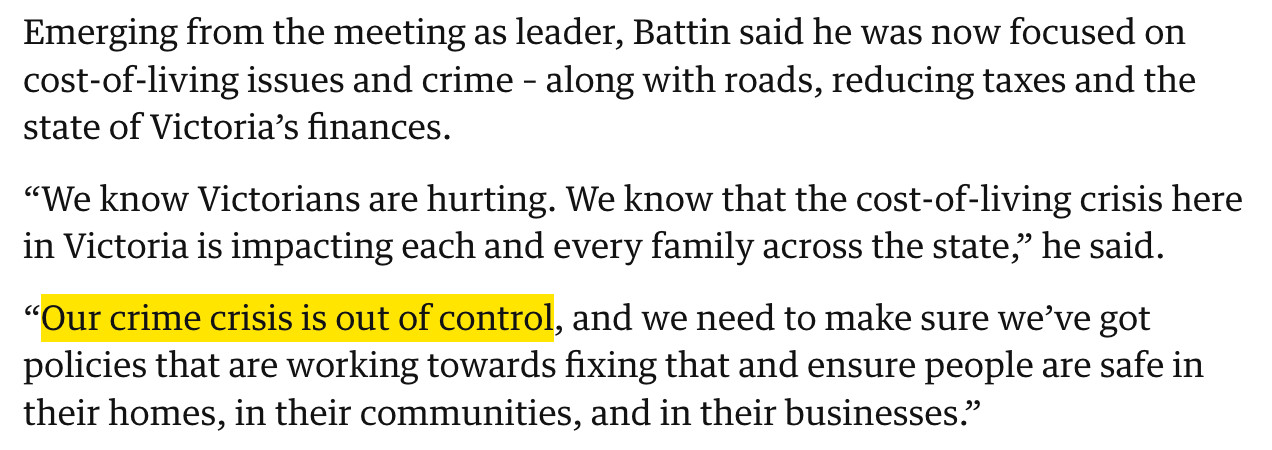 Emerging from the meeting as leader, Battin said he was now focused on
cost-of-living issues and crime – along with roads, reducing taxes and the
state of Victoria’s finances.
“We know Victorians are hurting. We know that the cost-of-living crisis here
in Victoria is impacting each and every family across the state,” he said.
“Our crime crisis is out of control, and we need to make sure we’ve got
policies that are working towards fixing that and ensure people are safe in
their homes, in their communities, and in their businesses.”